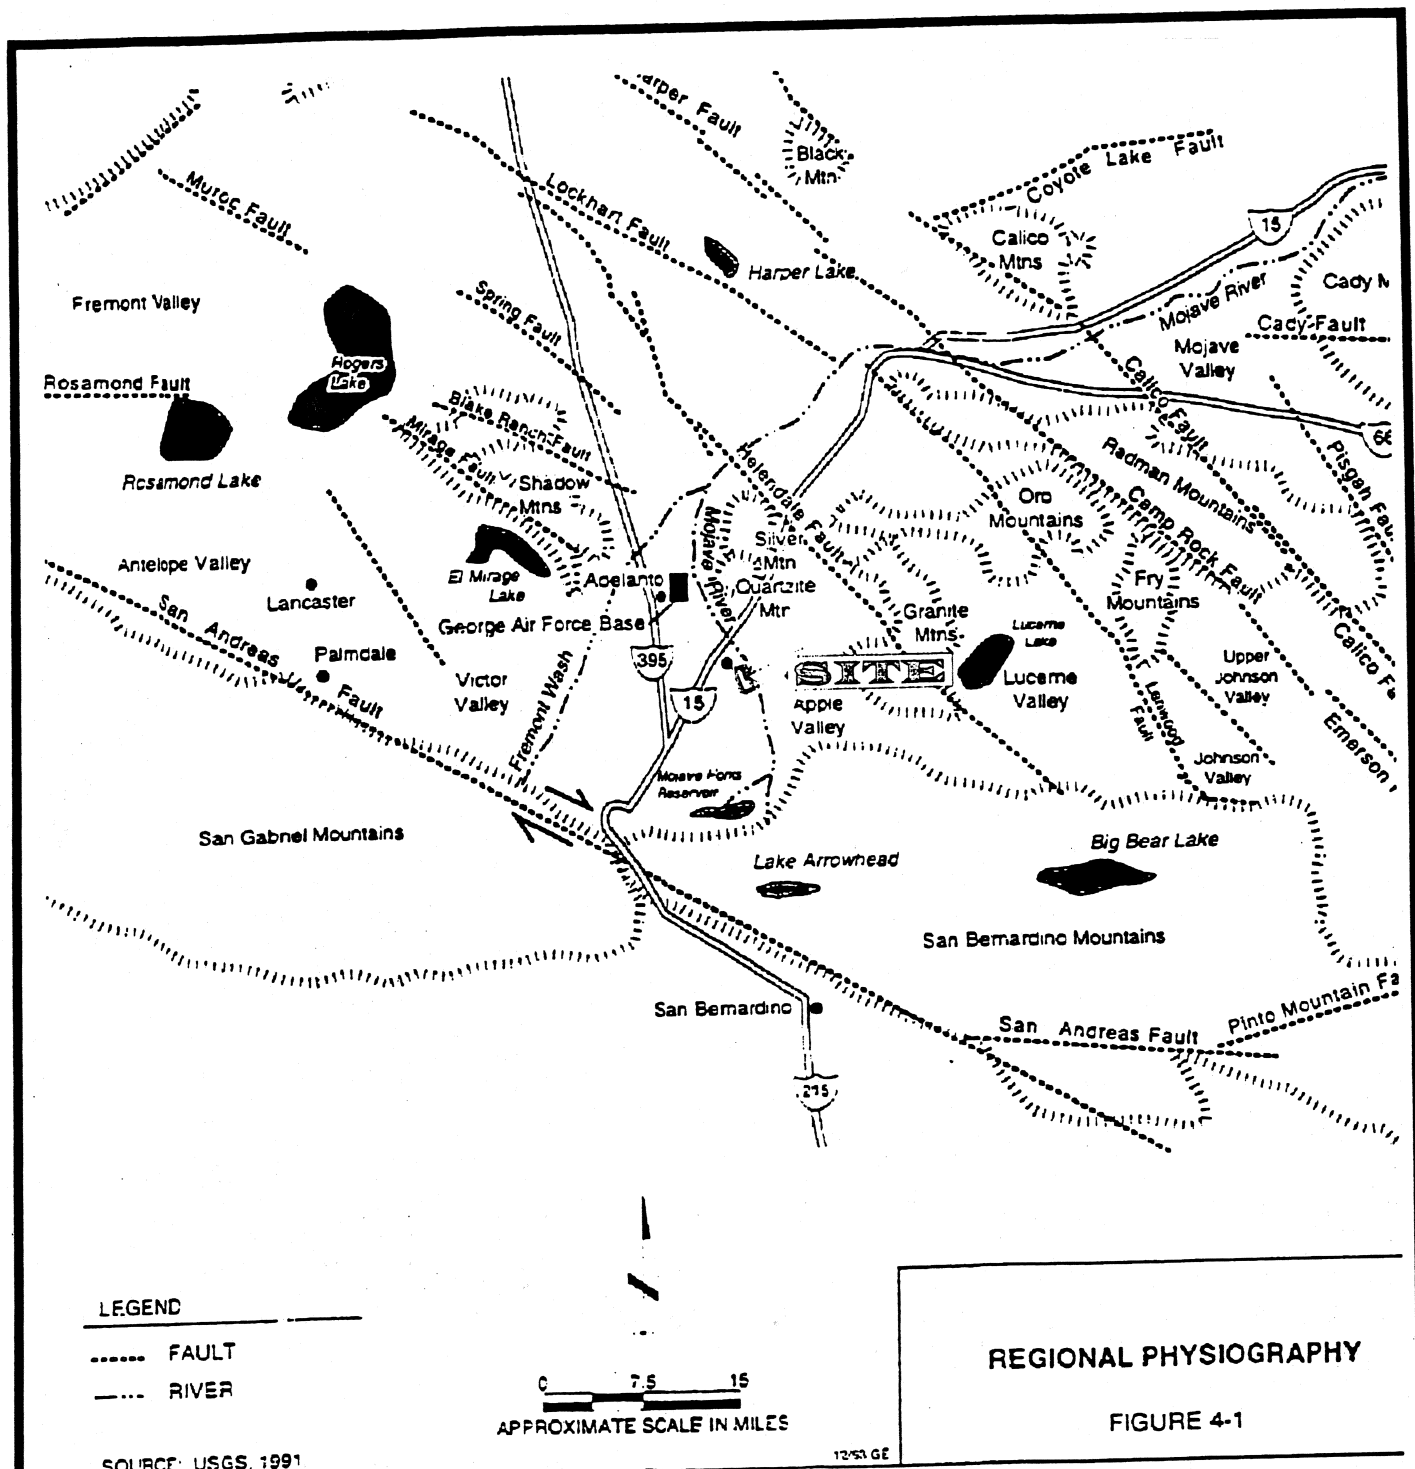 Harper Fault
Black
Mtn.
Coyote Lake Fault
Muroc Fault
Lockhart Fault
15
Calico
Mtns
Harper Lake
Cady M
Fremont Valley
Spring Fault
Mojave River
Cady Fault
Mojave
Valley
Rogers
Lake
Rosamond Fault
Calico Fault
Blake Ranch Fault
Mirage Fault
66
Pisgah Fau
Rosamond Lake
Shadow
Mtns
Helendale Fault
Radman Mountains
Oro
Mountains
Camp Rock Fault
Mojave River
Silver
Mtn
Antelope Valley
Lancaster
El Mirage
Lake
Adelanto
Quartzite
Mtn
Fry
Mountains
George Air Force Base
Granite
Mtns
Lucerne
Lake
San Andreas Fault
Palmdale
395
SITE
Upper
Johnson
Valley
Calico Fa
Victor
Valley
15
Apple
Valley
Lucerne
Valley
Lenwood
Fault
Emerson
Fremont Wash
Johnson
Valley
Mojave Forks
Reservoir
San Gabriel Mountains
Lake Arrowhead
Big Bear Lake
San Bernardino Mountains
San Bernardino
San Andreas Fault
Pinto Mountain Fa
215
LEGEND
FAULT
RIVER
0 7.5 15
APPROXIMATE SCALE IN MILES
REGIONAL PHYSIOGRAPHY
FIGURE 4-1
SOURCE: USGS, 1991